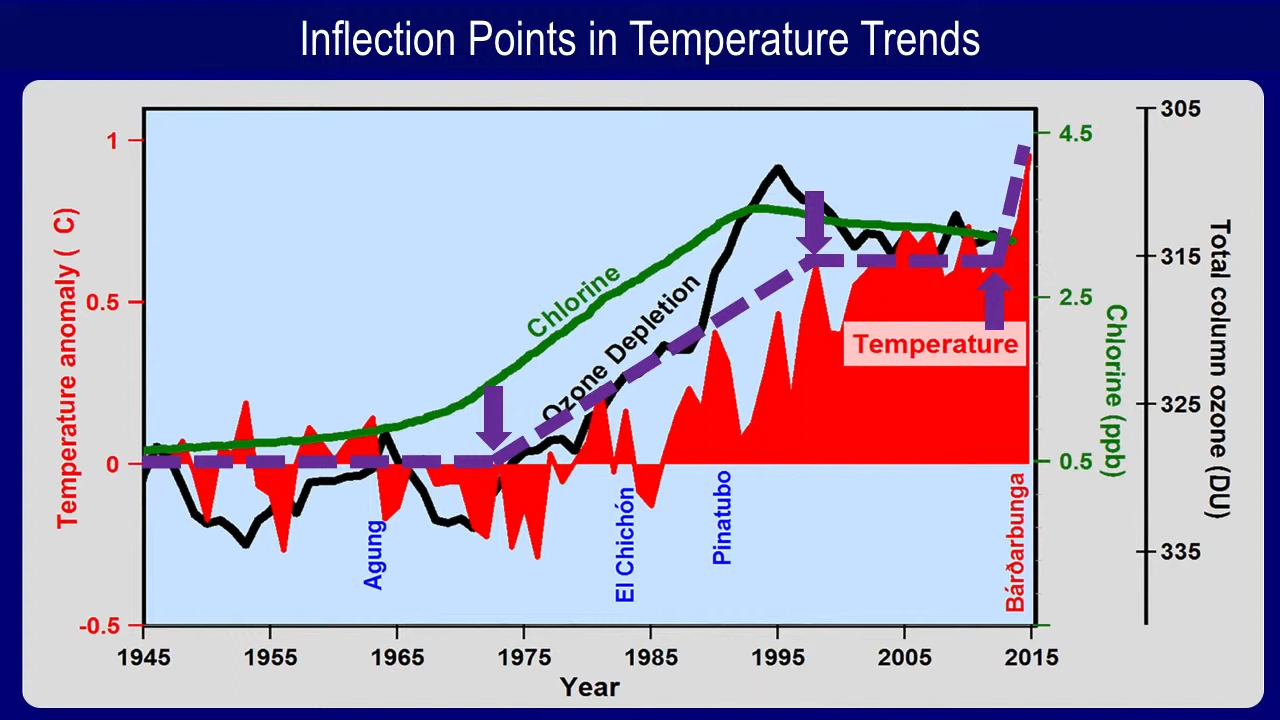 Inflection Points in Temperature Trends
305
4.5
1
Temperature anomaly ( C)
Chlorine
Ozone Depletion
Total column ozone (DU)
315
2.5
0.5
Chlorine (ppb)
Temperature
325
0
0.5
Agung
El Chichón
Pinatubo
Bárðarbunga
335
-0.5
1945
1955
1965
1975
1985
1995
2005
2015
Year